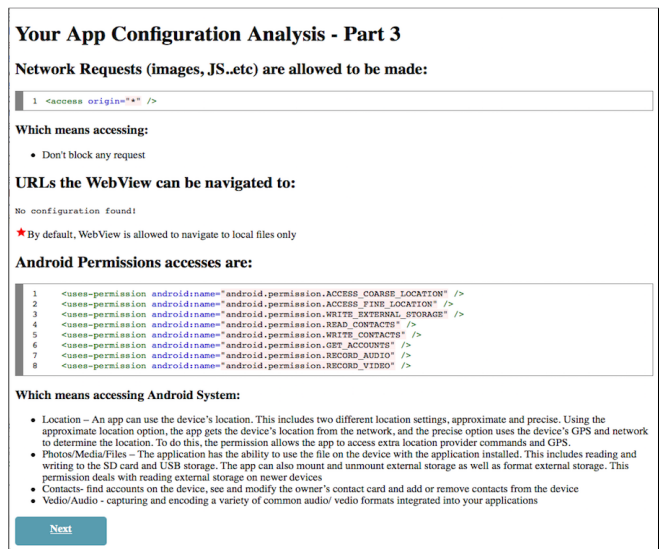 Your App Configuration Analysis - Part 3
Network Requests (images, JS..etc) are allowed to be made:
1 <access origin="*" />
Which means accessing:
• Don't block any request
URLs the WebView can be navigated to:
No configuration found!
★By default, WebView is allowed to navigate to local files only
Android Permissions accesses are:
1 <uses-permission android:name="android.permission.ACCESS_COARSE_LOCATION" />
2 <uses-permission android:name="android.permission.ACCESS_FINE_LOCATION" />
3 <uses-permission android:name="android.permission.WRITE_EXTERNAL_STORAGE" />
4 <uses-permission android:name="android.permission.READ_CONTACTS" />
5 <uses-permission android:name="android.permission.WRITE_CONTACTS" />
6 <uses-permission android:name="android.permission.GET_ACCOUNTS" />
7 <uses-permission android:name="android.permission.RECORD_AUDIO" />
8 <uses-permission android:name="android.permission.RECORD_VIDEO" />
Which means accessing Android System:
• Location – An app can use the device's location. This includes two different location settings, approximate and precise. Using the
approximate location option, the app gets the device's location from the network, and the precise option uses the device's GPS and network
to determine the location. To do this, the permission allows the app to access extra location provider commands and GPS.
• Photos/Media/Files – The application has the ability to use the file on the device with the application installed. This includes reading and
writing to the SD card and USB storage. The app can also mount and unmount external storage as well as format external storage. This
permission deals with reading external storage on newer devices
• Contacts- find accounts on the device, see and modify the owner's contact card and add or remove contacts from the device
• Vedio/Audio - capturing and encoding a variety of common audio/ vedio formats integrated into your applications
Next